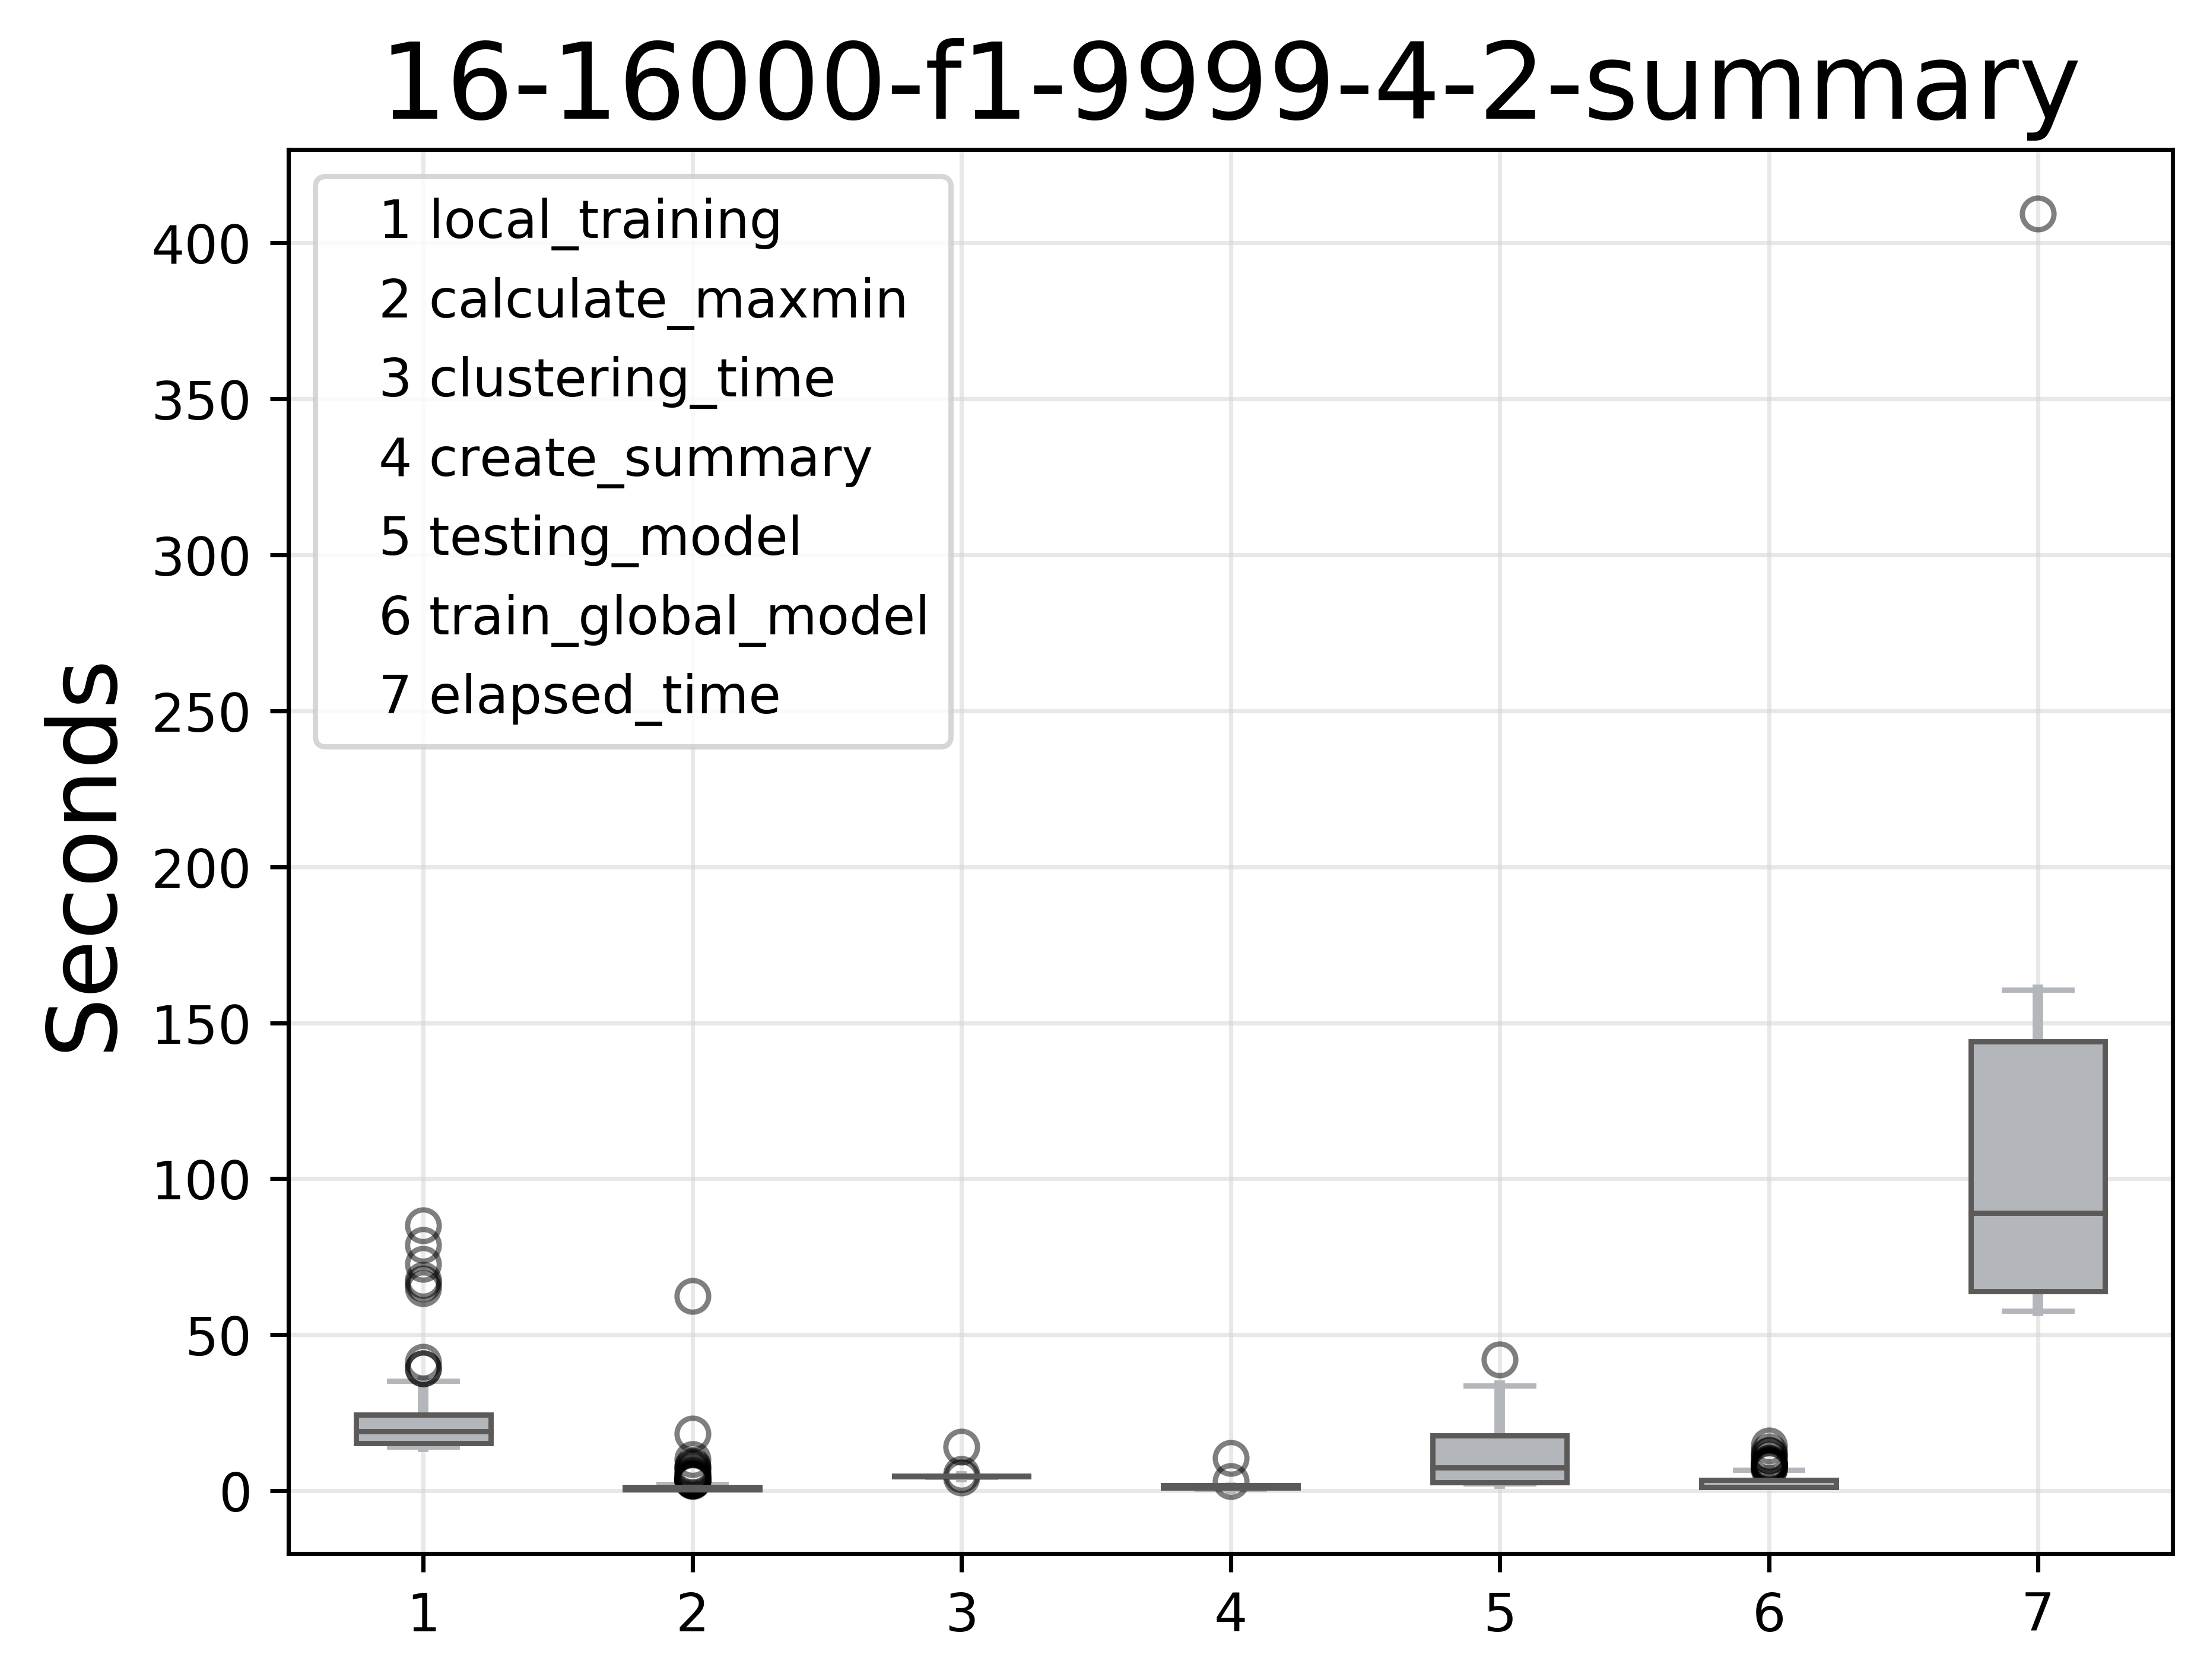 16-16000-f1-9999-4-2-summary
1 local_training
2 calculate_maxmin
3 clustering_time
4 create_summary
5 testing_model
6 train_global_model
7 elapsed_time
Seconds
400
350
300
250
200
150
100
50
0
1 2 3 4 5 6 7